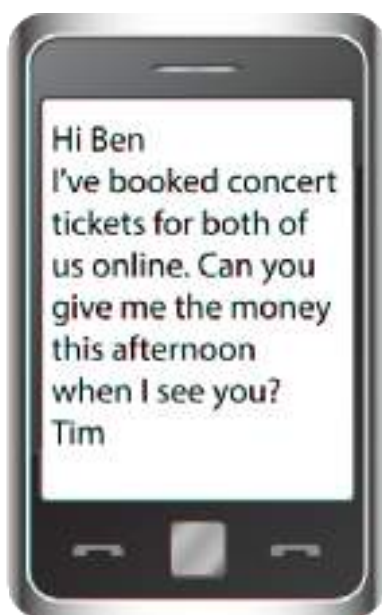 Hi Ben
I've booked concert
tickets for both of
us online. Can you
give me the money
this afternoon
when I see you?
Tim